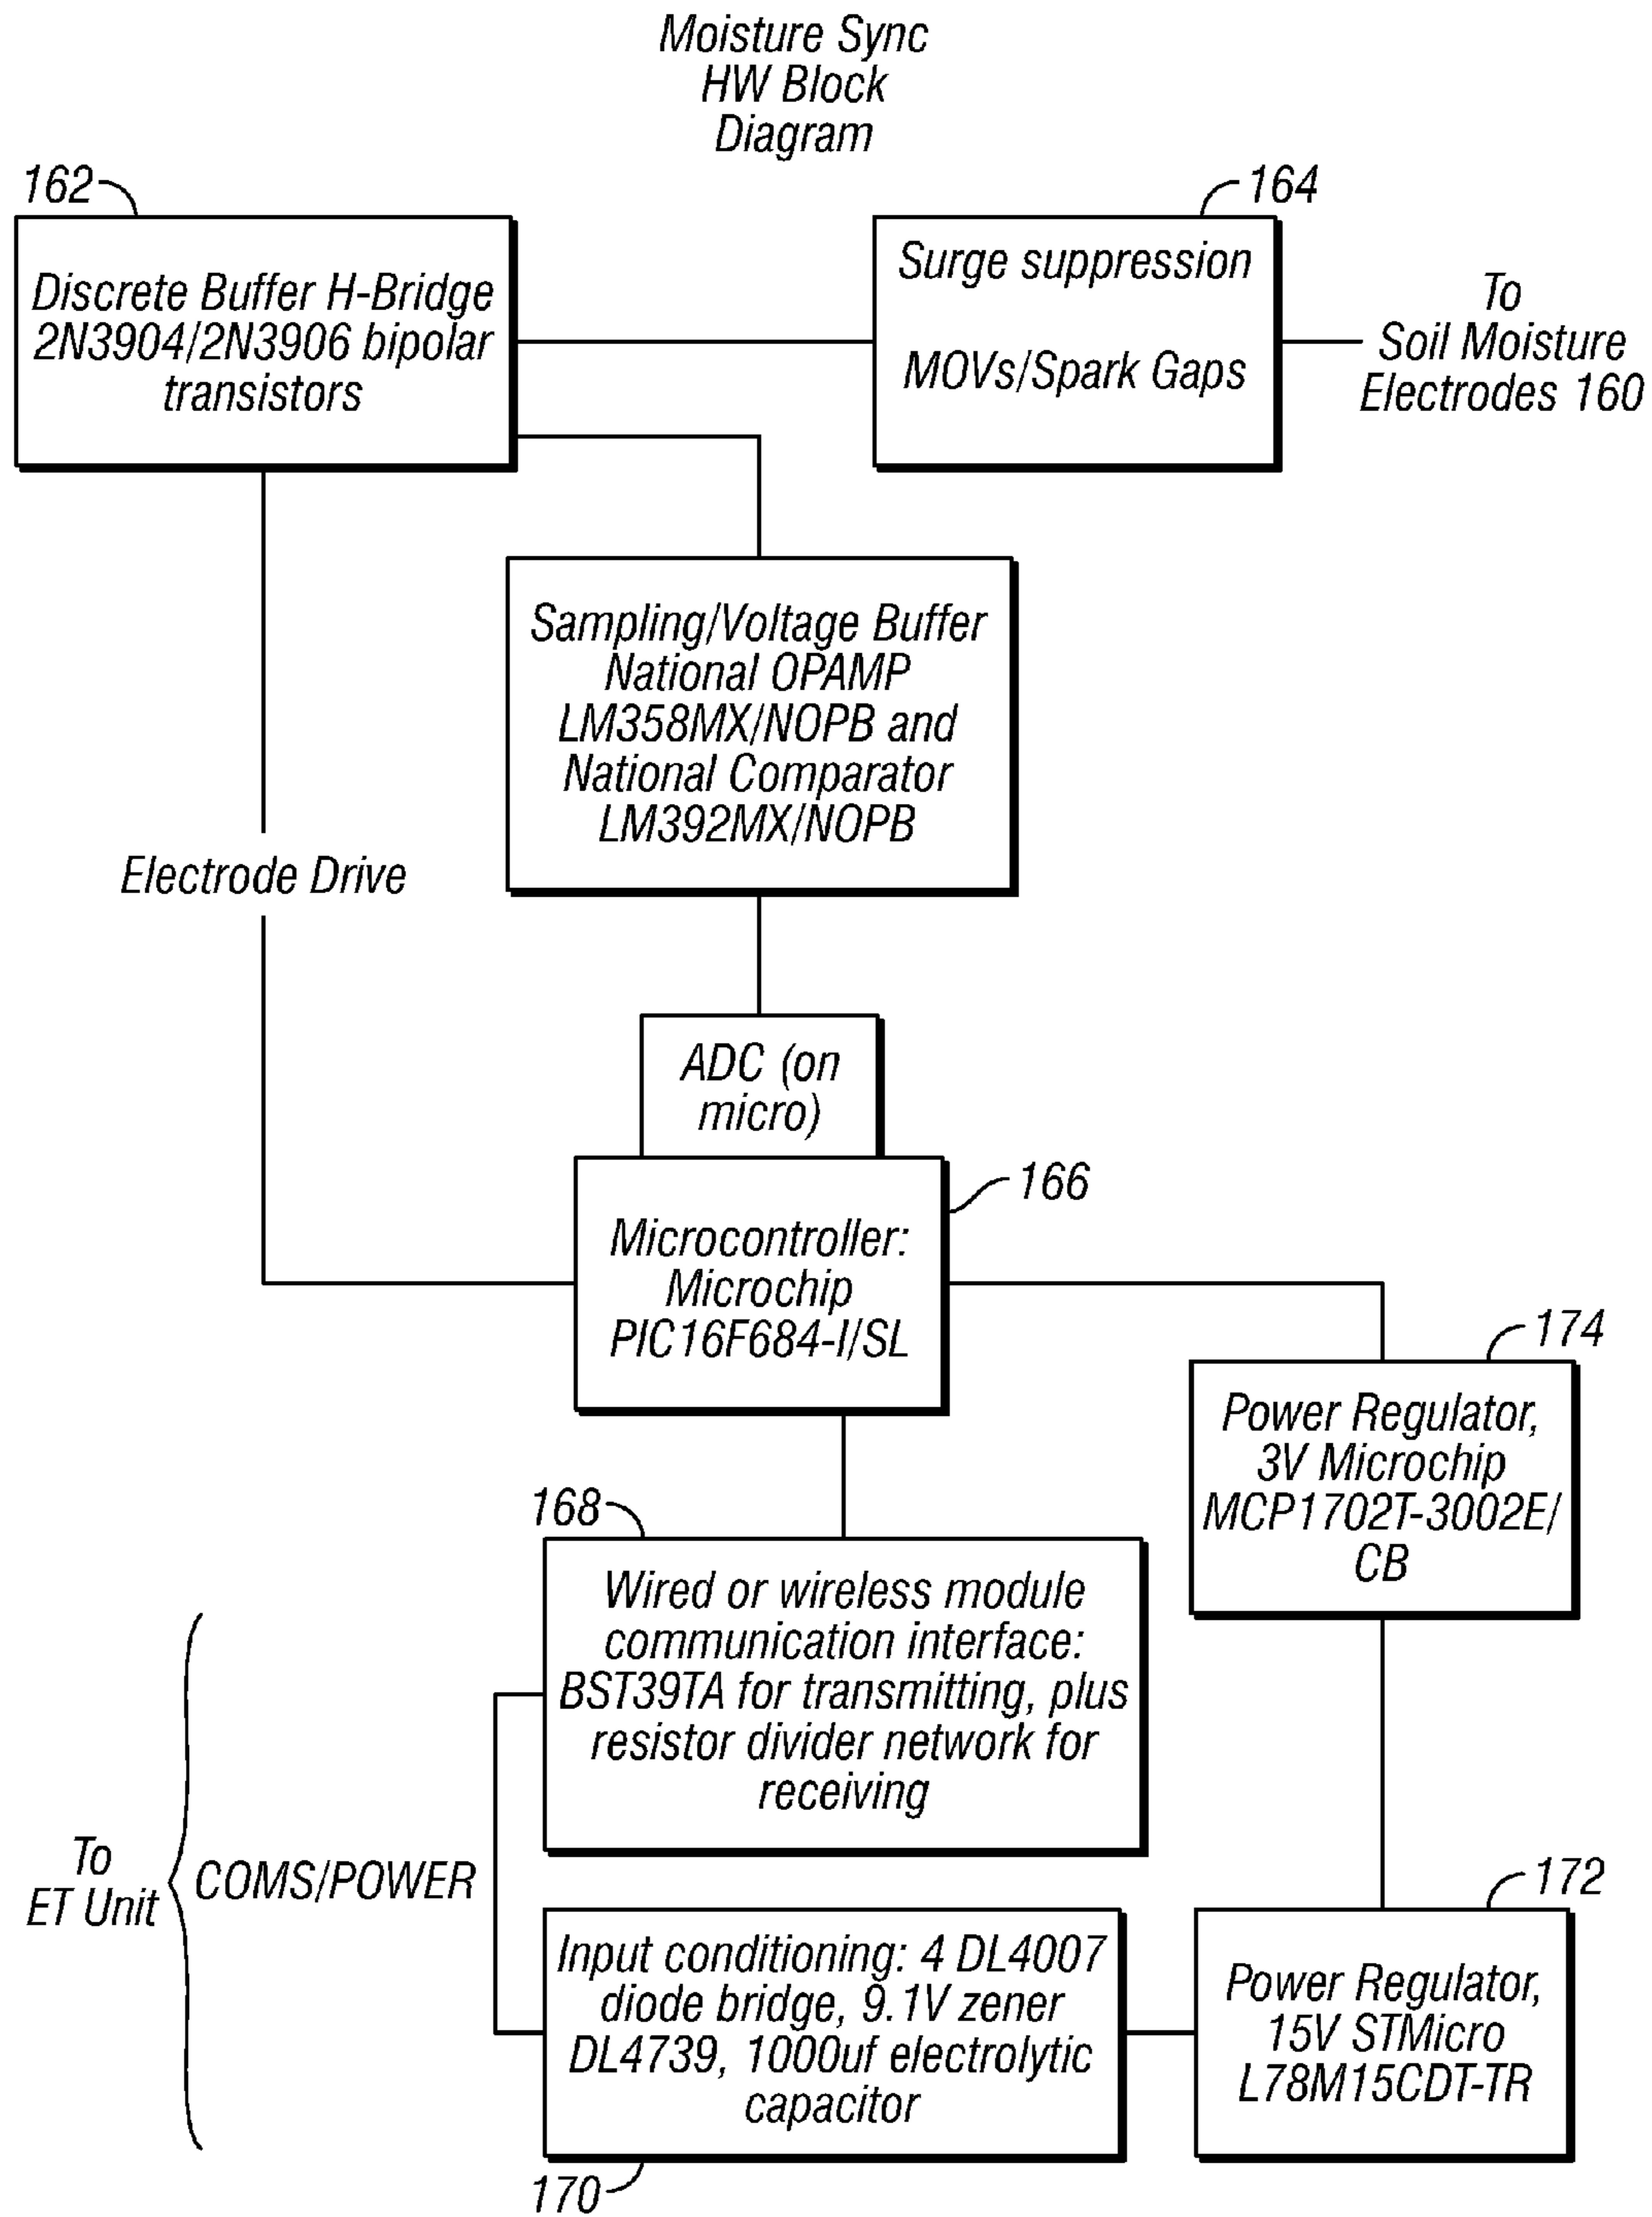 Moisture Sync
HW Block
Diagram
162
164
Discrete Buffer H-Bridge
2N3904/2N3906 bipolar
transistors
Surge suppression
MOVs/Spark Gaps
To
Soil Moisture
Electrodes 160
Sampling/Voltage Buffer
National OPAMP
LM358MX/NOPB and
National Comparator
LM392MX/NOPB
Electrode Drive
ADC (on
micro)
166
Microcontroller:
Microchip
PIC16F684-I/SL
174
Power Regulator,
3V Microchip
MCP1702T-3002E/
CB
168
Wired or wireless module
communication interface:
BST39TA for transmitting, plus
resistor divider network for
receiving
To
ET Unit
COMS/POWER
172
Input conditioning: 4 DL4007
diode bridge, 9.1V zener
DL4739, 1000uf electrolytic
capacitor
Power Regulator,
15V STMicro
L78M15CDT-TR
170